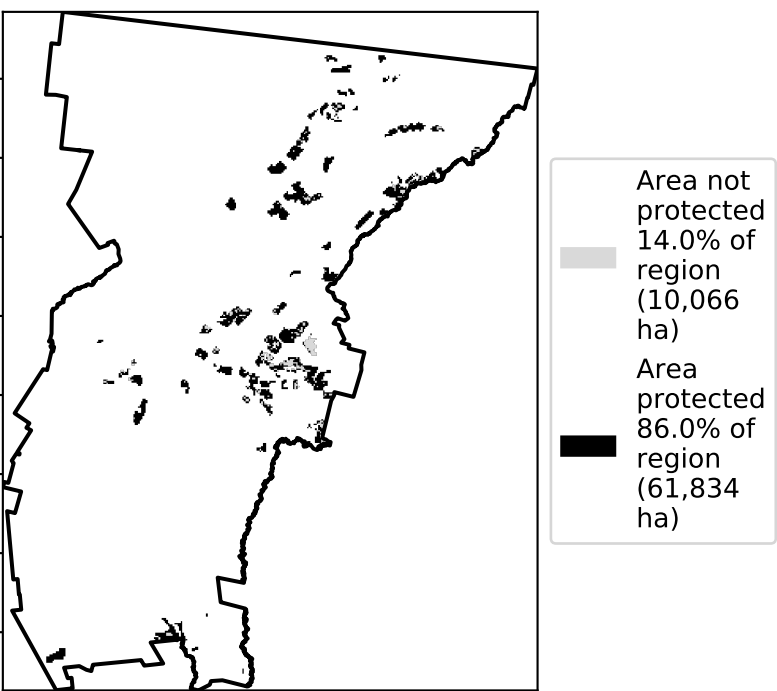 Area not
protected
14.0% of
region
(10,066
ha)
Area
protected
86.0% of
region
(61,834
ha)